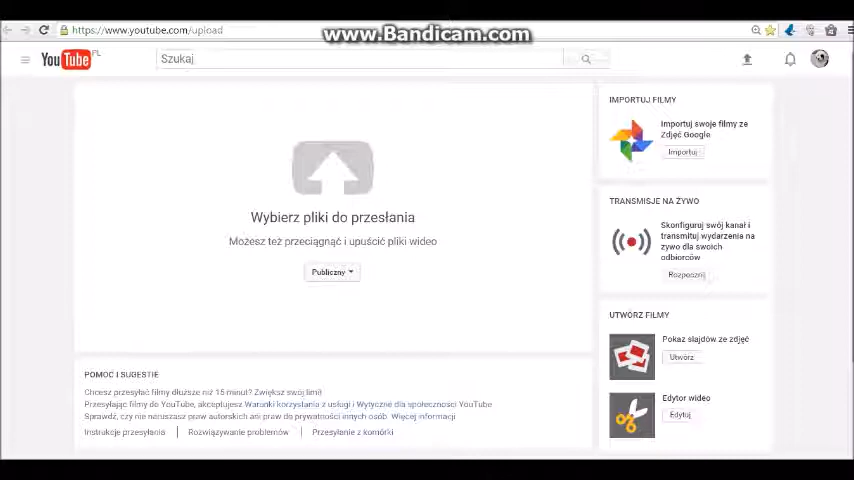 https://www.youtube.com/upload
www.Bandicam.com
YouTube PL
Szukaj
Wybierz pliki do przesłania
Możesz też przeciągnąć i upuścić pliki wideo
Publiczny
IMPORTUJ FILMY
Importuj swoje filmy ze
Zdjęć Google
Importuj
TRANSMISJE NA ŻYWO
Skonfiguruj swój kanał i
transmituj wydarzenia na
żywo dla swoich
odbiorców
Rozpocznij
UTWÓRZ FILMY
Pokaz slajdów ze zdjęć
Utwórz
Edytor wideo
Edytuj
POMOC I SUGESTIE
Chcesz przesyłać filmy dłuższe niż 15 minut? Zwiększ swój limit
Przesyłając filmy do YouTube, akceptujesz Warunki korzystania z usługi i Wytyczne dla społeczności YouTube
Sprawdź, czy nie naruszasz praw autorskich ani praw do prywatności innych osób. Więcej informacji
Instrukcje przesyłania | Rozwiązywanie problemów | Przesyłanie z komórki